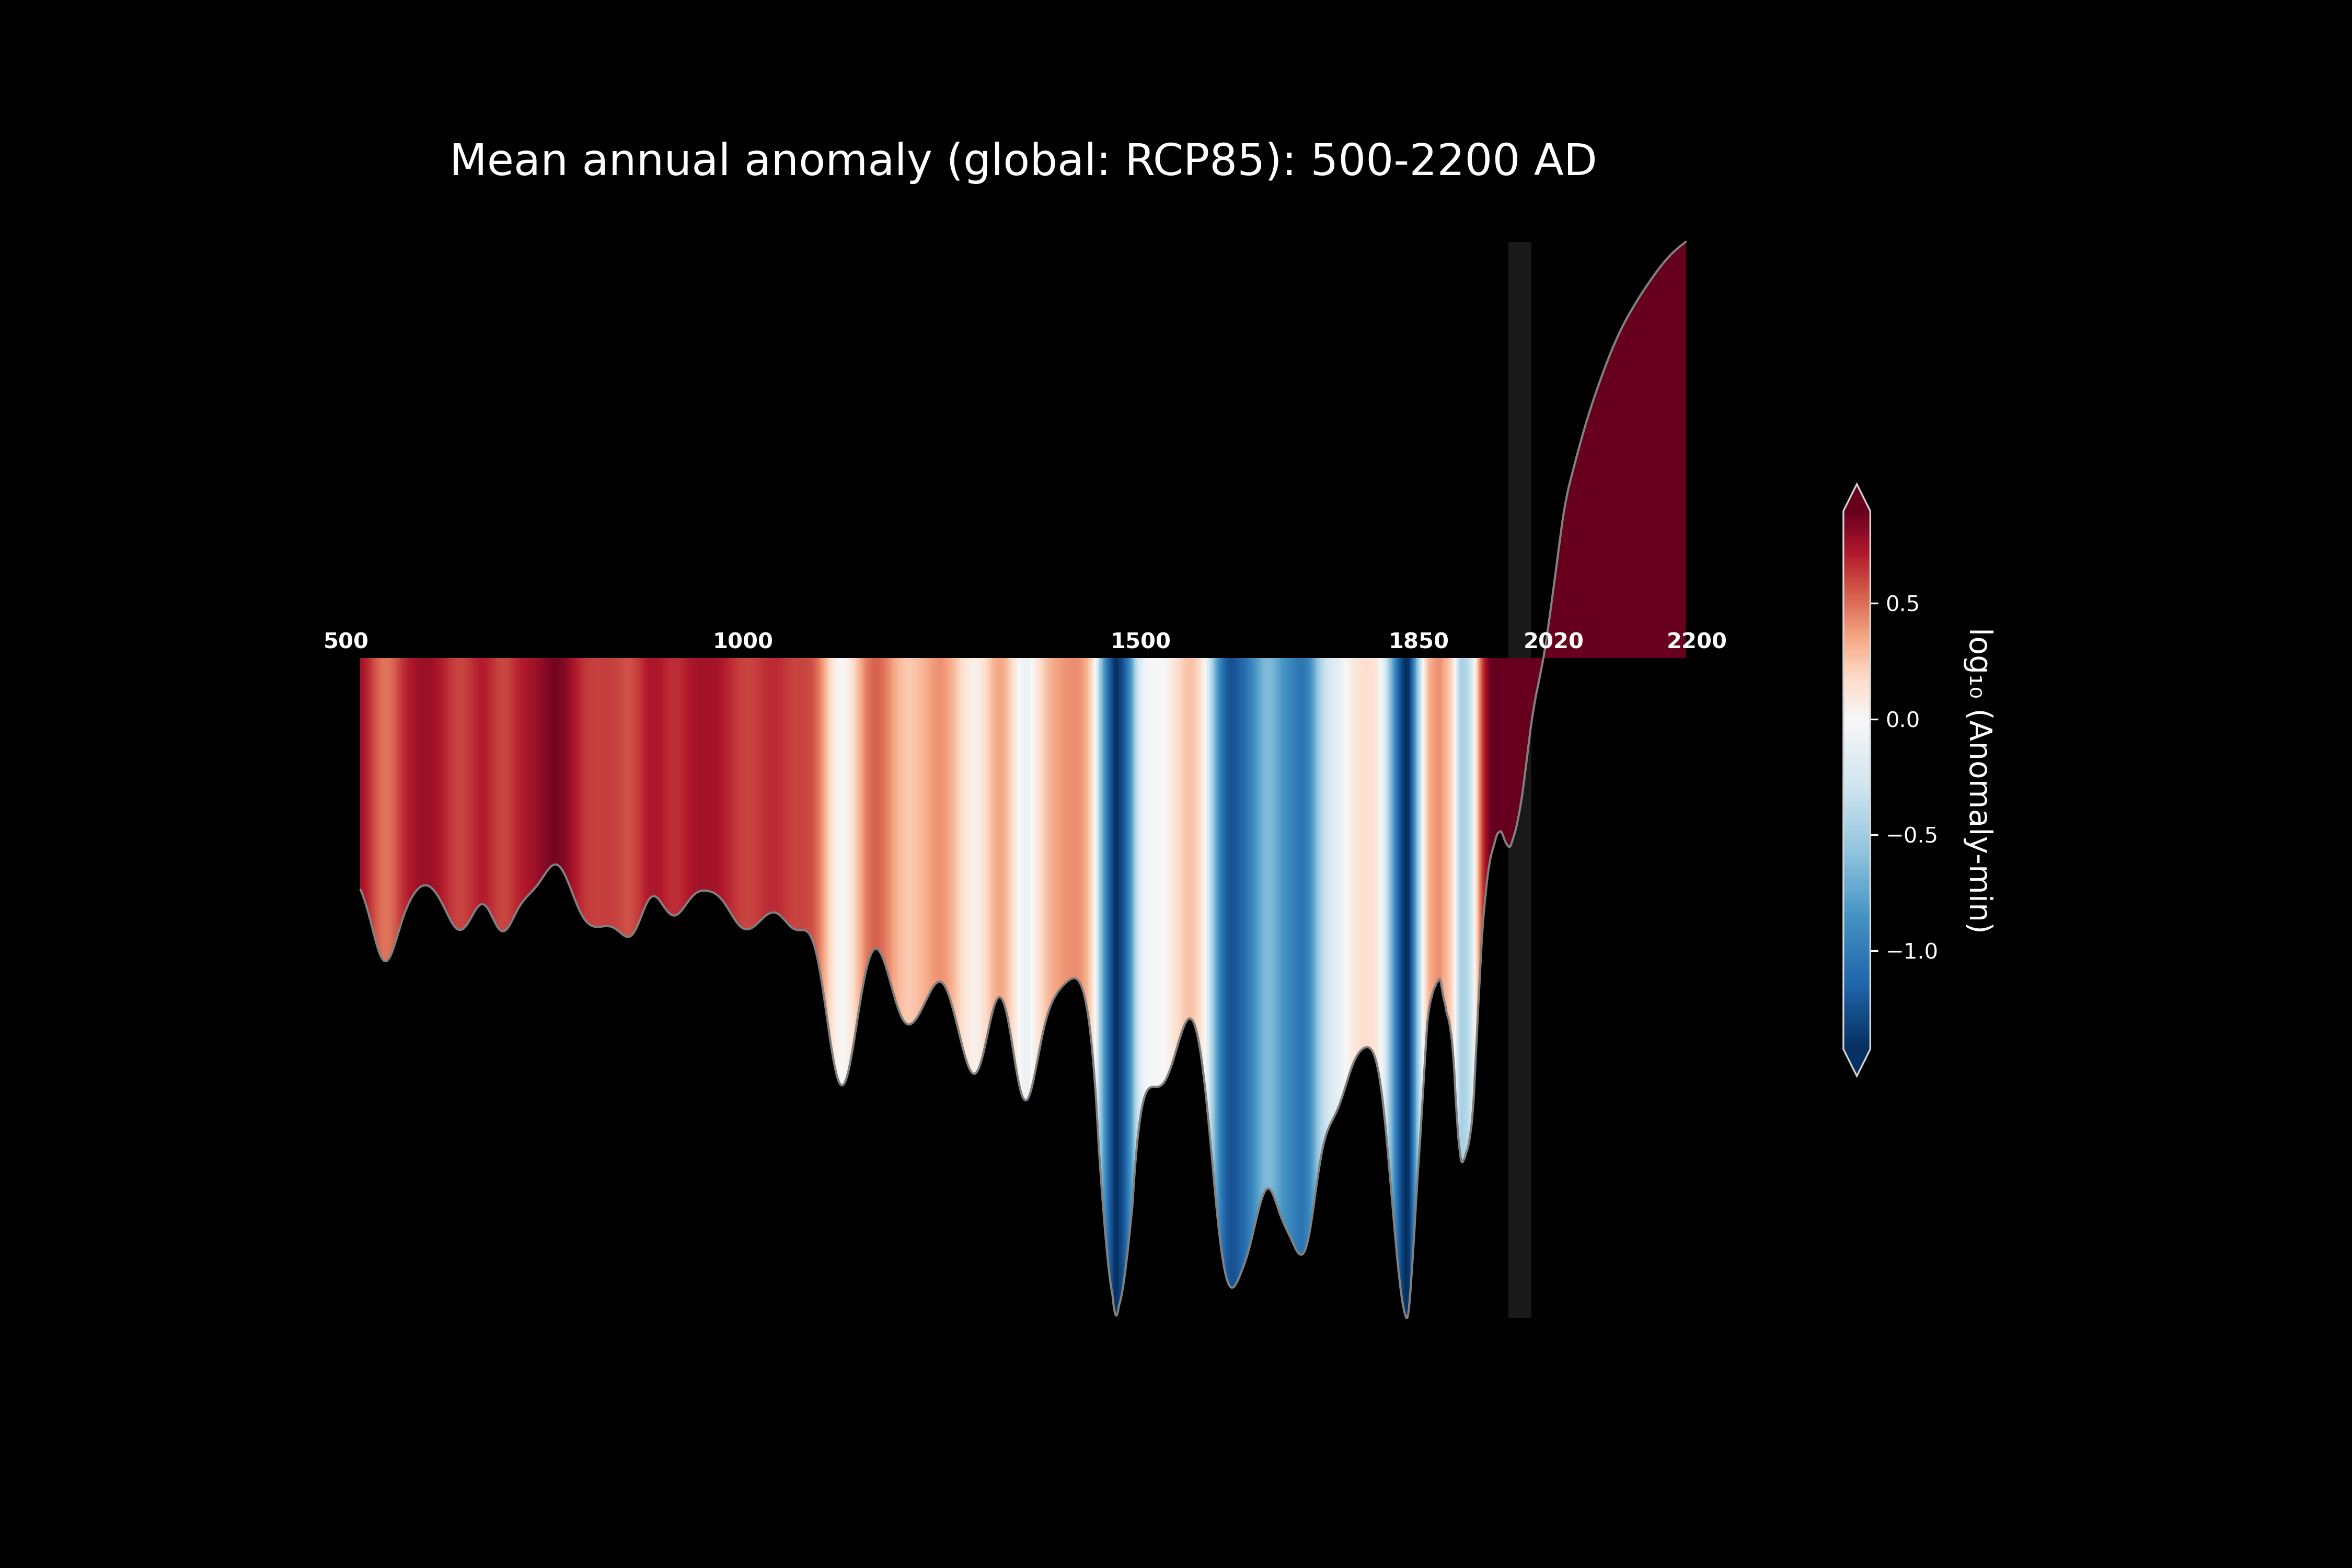 Mean annual anomaly (global: RCP85): 500-2200 AD
500 1000 1500 1850 2020 2200
0.5
0.0
−0.5
−1.0
log₁₀ (Anomaly-min)